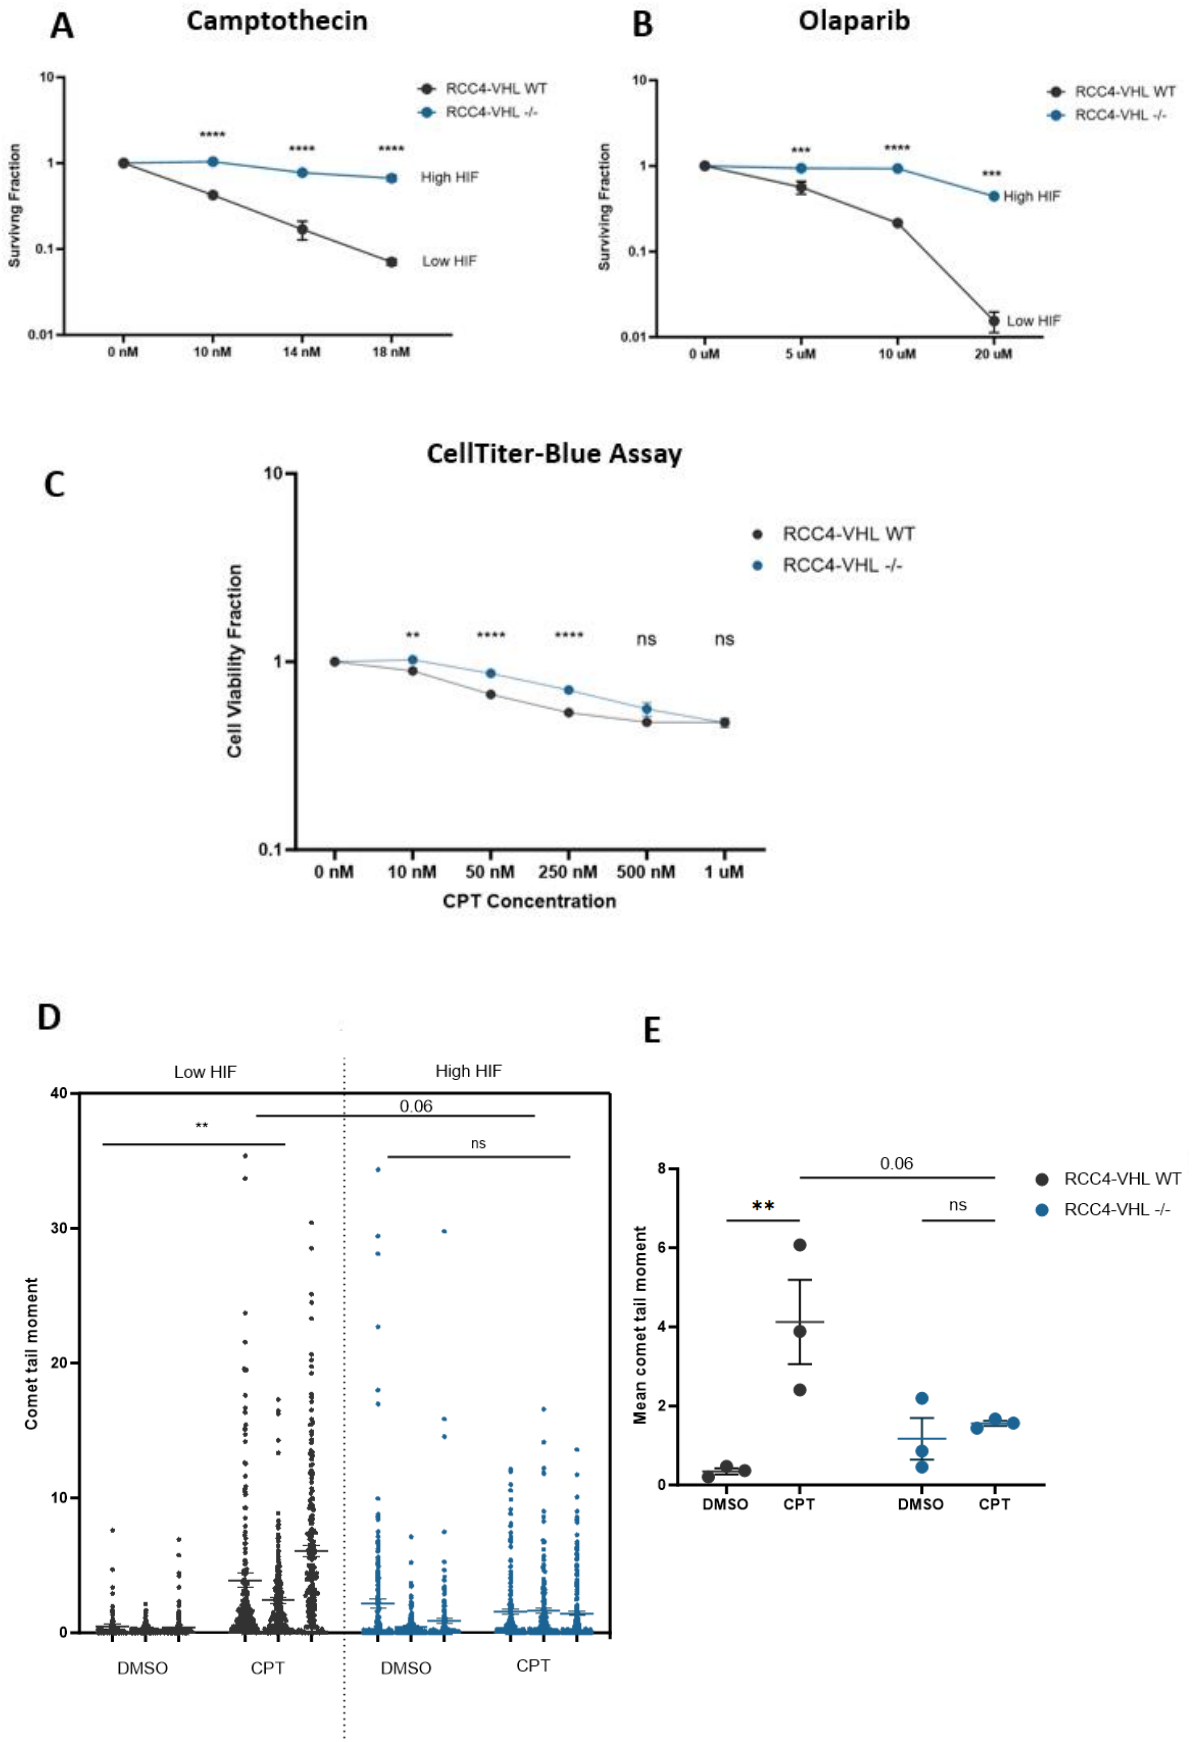 A
Camptothecin
10
1
0.1
0.01
Survivng Fraction
RCC4-VHL WT
RCC4-VHL -/-
****
****
****
High HIF
Low HIF
0 nM
10 nM
14 nM
18 nM
B
Olaparib
10
1
0.1
0.01
Surviving Fraction
RCC4-VHL WT
RCC4-VHL -/-
***
****
***
High HIF
Low HIF
0 uM
5 uM
10 uM
20 uM
C
CellTiter-Blue Assay
10
1
0.1
Cell Viability Fraction
RCC4-VHL WT
RCC4-VHL -/-
**
****
****
ns
ns
0 nM
10 nM
50 nM
250 nM
500 nM
1 uM
CPT Concentration
D
Low HIF
High HIF
40
30
20
10
0
Comet tail moment
**
0.06
ns
DMSO
CPT
DMSO
CPT
E
8
6
4
2
0
Mean comet tail moment
**
0.06
ns
RCC4-VHL WT
RCC4-VHL -/-
DMSO
CPT
DMSO
CPT